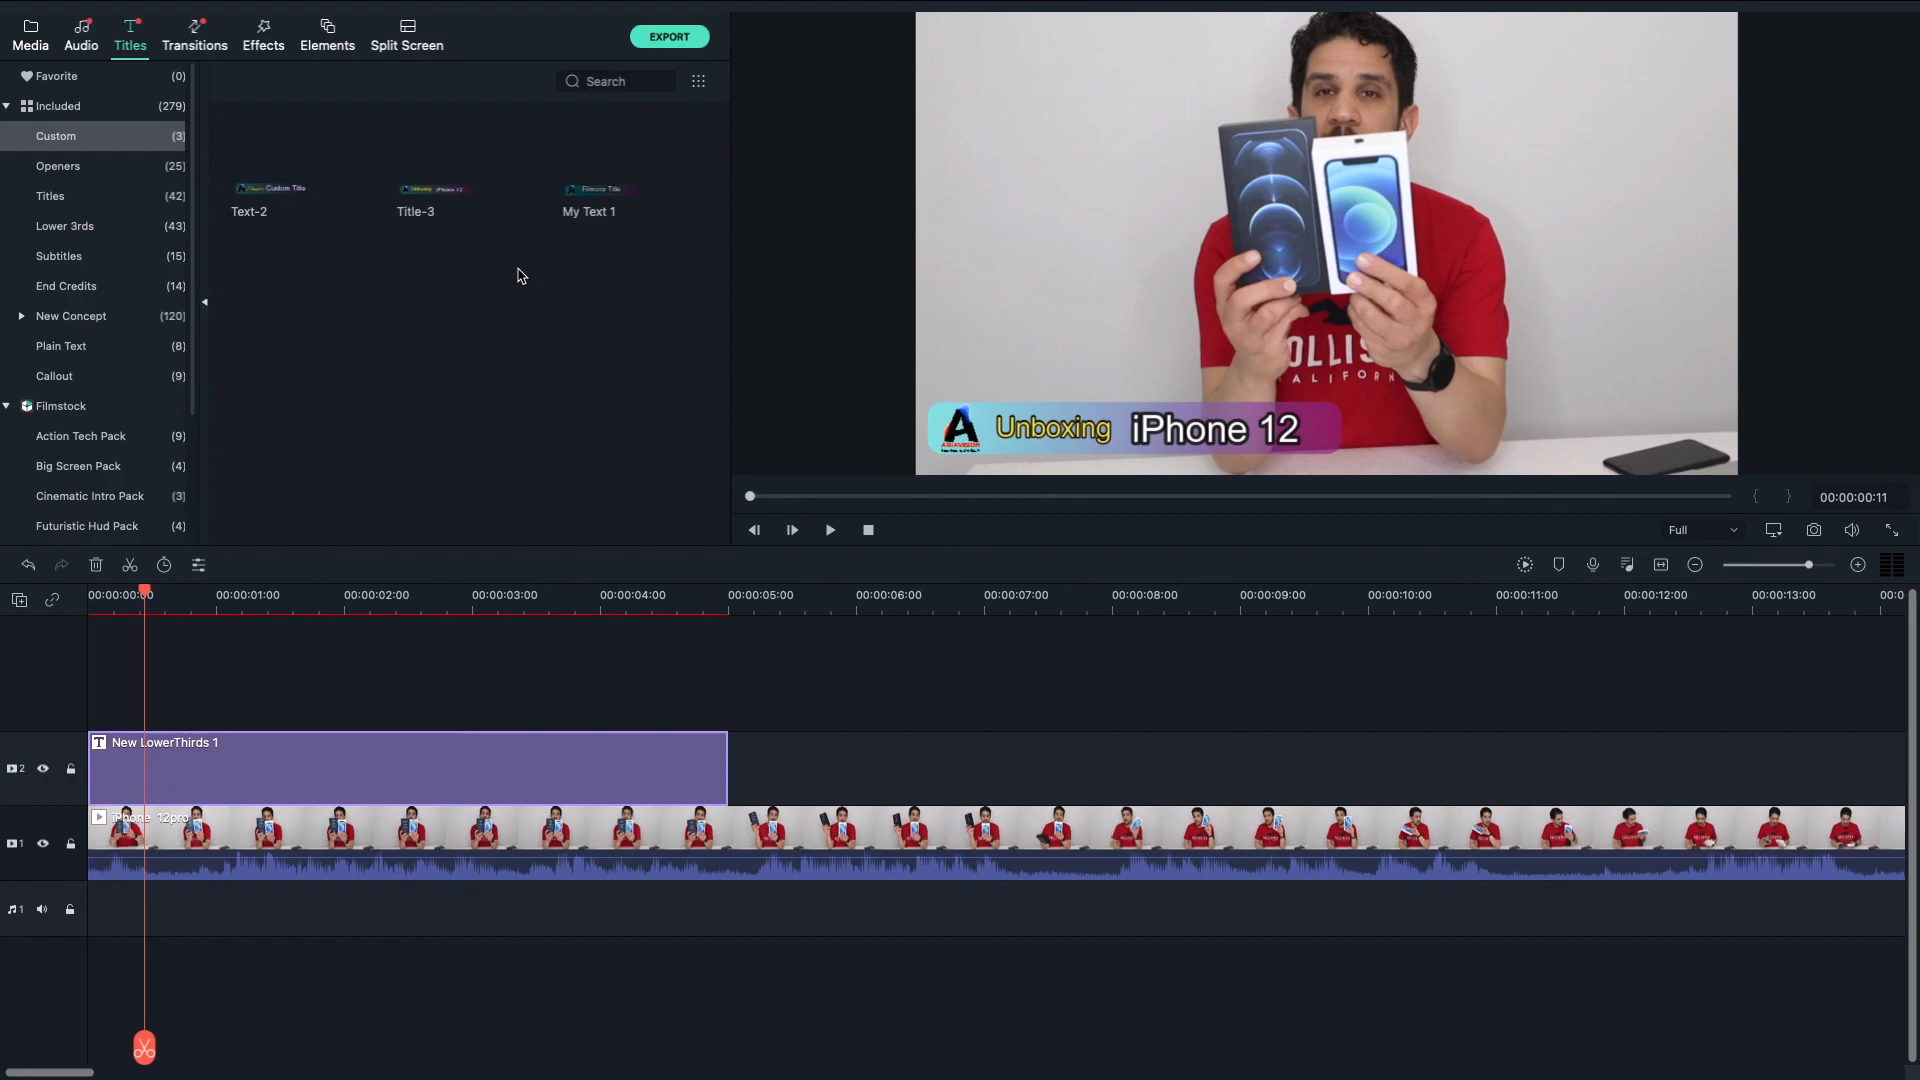 Media Audio Titles Transitions Effects Elements Split Screen
EXPORT
Favorite (0)
Included (279)
Custom (3)
Openers (25)
Titles (42)
Lower 3rds (43)
Subtitles (15)
End Credits (14)
New Concept (120)
Plain Text (8)
Callout (9)
Filmstock
Action Tech Pack (9)
Big Screen Pack (4)
Cinematic Intro Pack (3)
Futuristic Hud Pack (4)
Search
Custom Title
Unboxing iPhone 12
Filmora Title
Text-2
Title-3
My Text 1
CALIFORN
ARIAVISION
Unboxing iPhone 12
00:00:00:11
Full
00:00:00:00 00:00:01:00 00:00:02:00 00:00:03:00 00:00:04:00 00:00:05:00 00:00:06:00 00:00:07:00 00:00:08:00 00:00:09:00 00:00:10:00 00:00:11:00 00:00:12:00 00:00:13:00 00:0
T New LowerThirds 1
2
iPhone 12pro
1
1